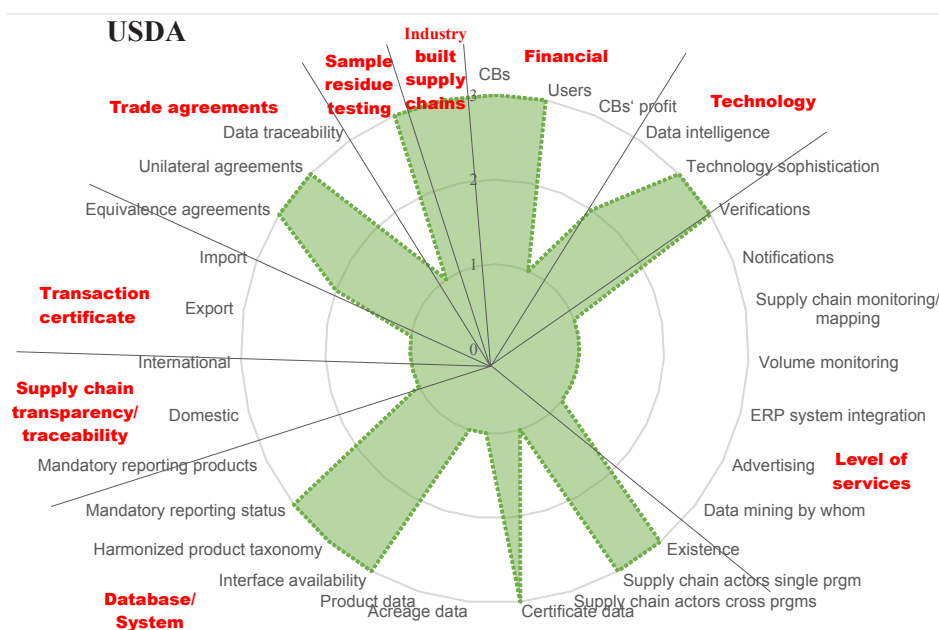 USDA
Industry
built
supply
chains
Sample
residue
testing
Financial
Trade agreements
Technology
CBs
Users
CBs‘ profit
Data intelligence
Technology sophistication
Verifications
Notifications
Supply chain monitoring/
mapping
Volume monitoring
ERP system integration
Advertising
Level of
services
Data mining by whom
Existence
Supply chain actors single prgm
Supply chain actors cross prgms
Certificate data
Acreage data
Product data
Interface availability
Harmonized product taxonomy
Mandatory reporting status
Mandatory reporting products
Domestic
International
Export
Import
Equivalence agreements
Unilateral agreements
Data traceability
Transaction
certificate
Supply chain
transparency/
traceability
Database/
System
3
2
1
0